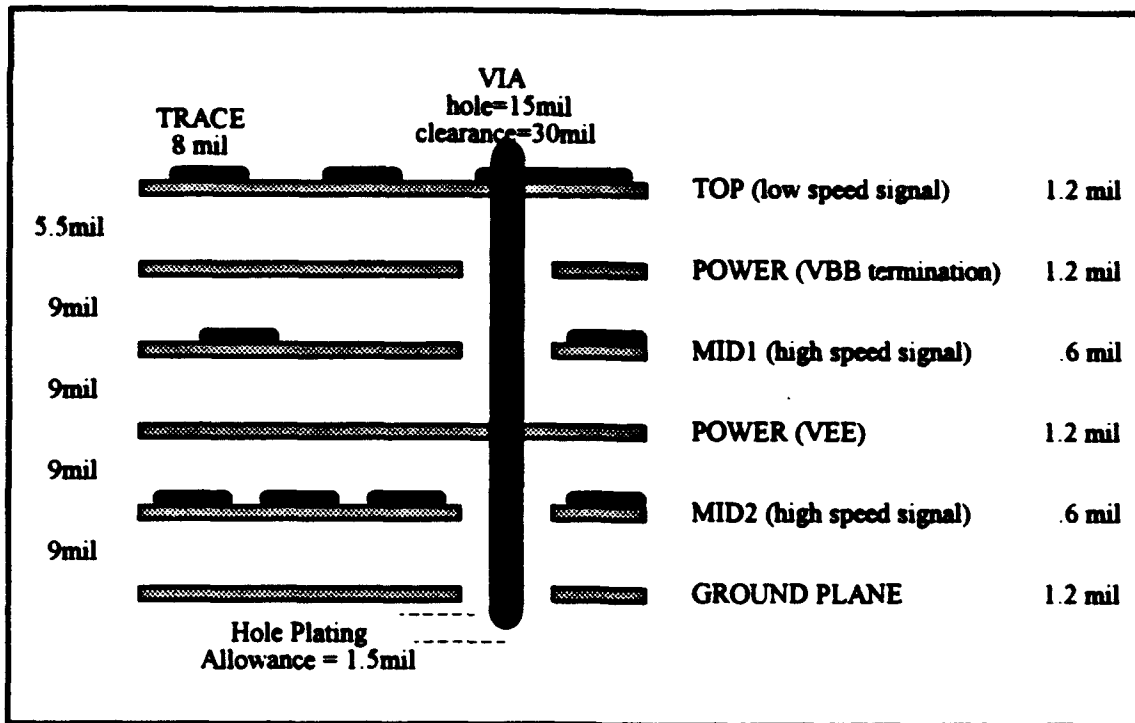 VIA
hole=15mil
clearance=30mil
TRACE
8 mil
TOP (low speed signal) 1.2 mil
5.5mil
POWER (VBB termination) 1.2 mil
9mil
MID1 (high speed signal) .6 mil
9mil
POWER (VEE) 1.2 mil
9mil
MID2 (high speed signal) .6 mil
9mil
GROUND PLANE 1.2 mil
Hole Plating
Allowance = 1.5mil